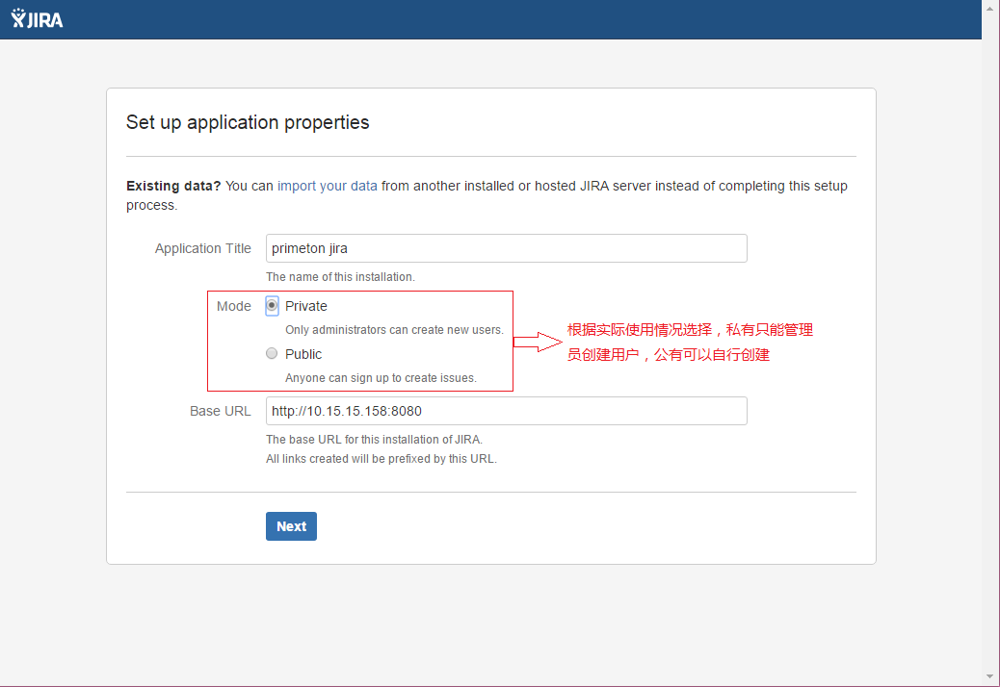 JIRA
Set up application properties
Existing data? You can import your data from another installed or hosted JIRA server instead of completing this setup
process.
Application Title
primeton jira
The name of this installation.
Mode
Private
Only administrators can create new users.
Public
Anyone can sign up to create issues.
根据实际使用情况选择，私有只能管理
员创建用户，公有可以自行创建
Base URL
http://10.15.15.158:8080
The base URL for this installation of JIRA.
All links created will be prefixed by this URL.
Next